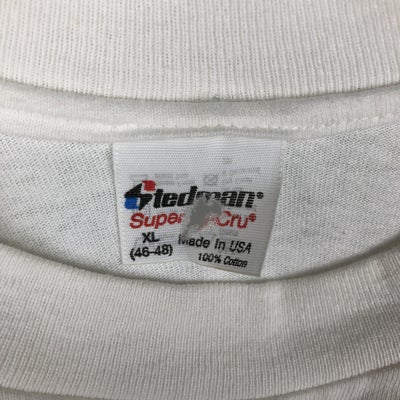 Stedman®
Super Cru®
XL Made In USA
(46-48) 100% Cotton